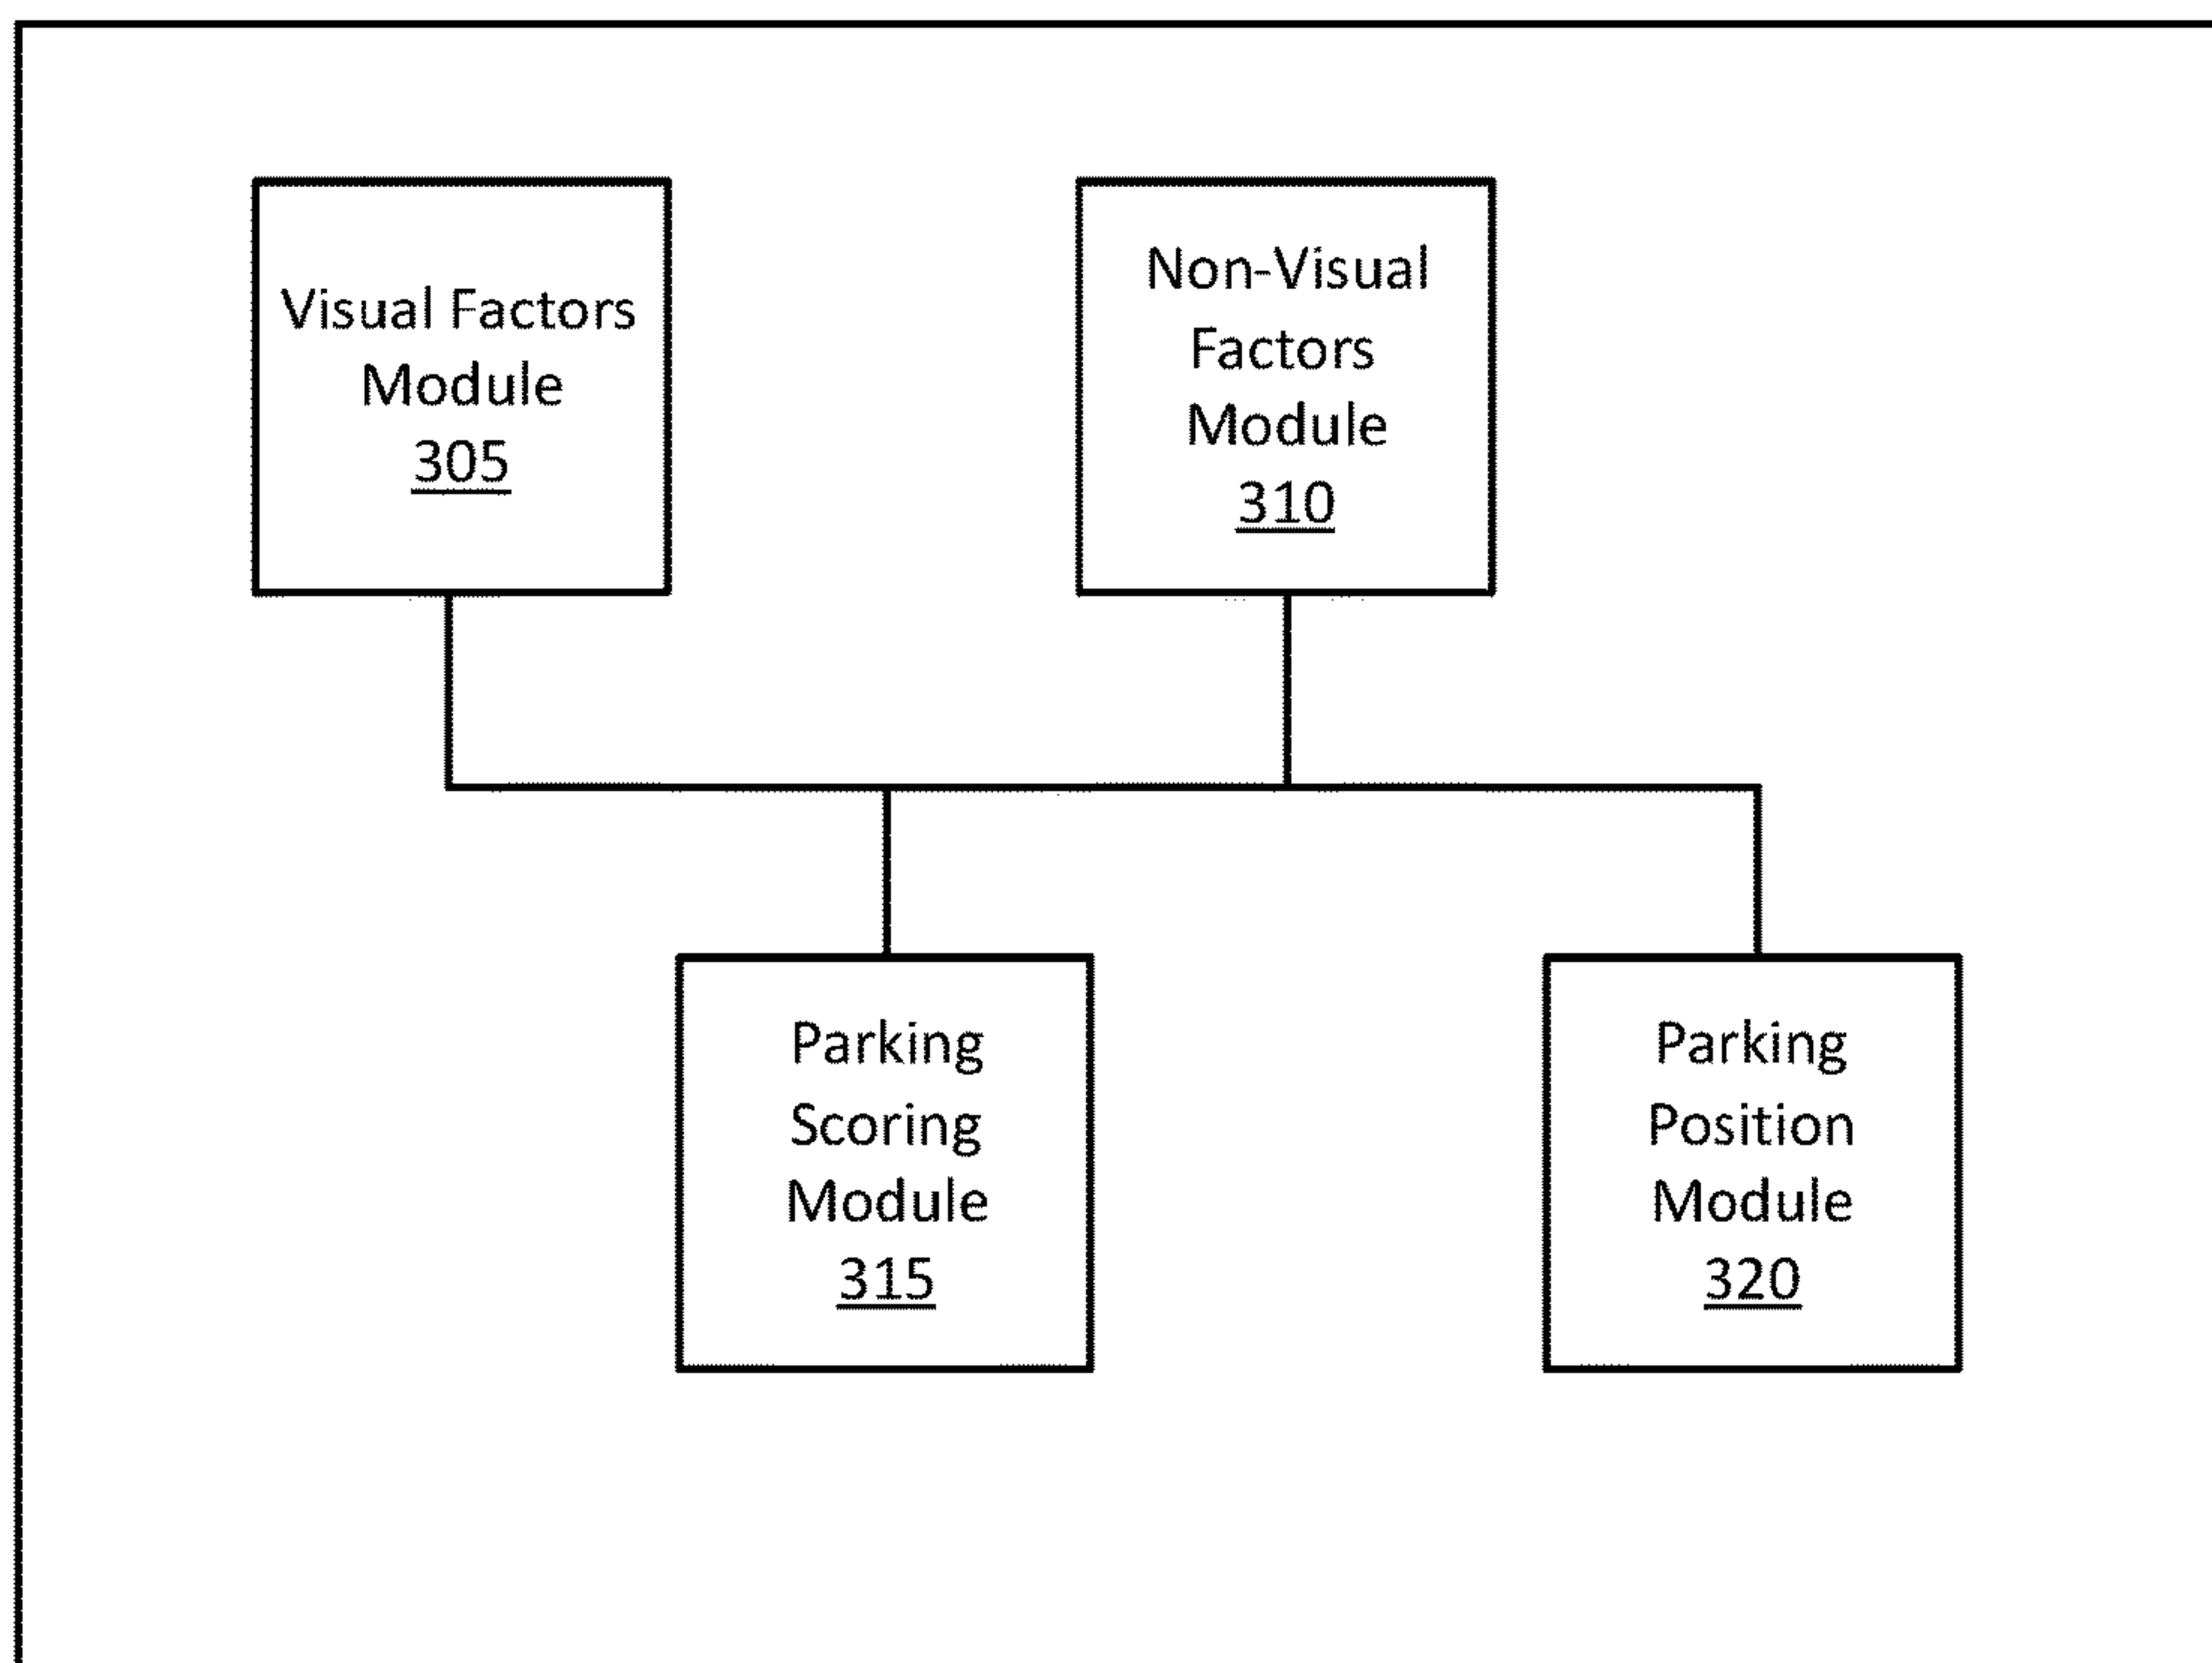 Visual Factors
Module
305
Non-Visual
Factors
Module
310
Parking
Scoring
Module
315
Parking
Position
Module
320